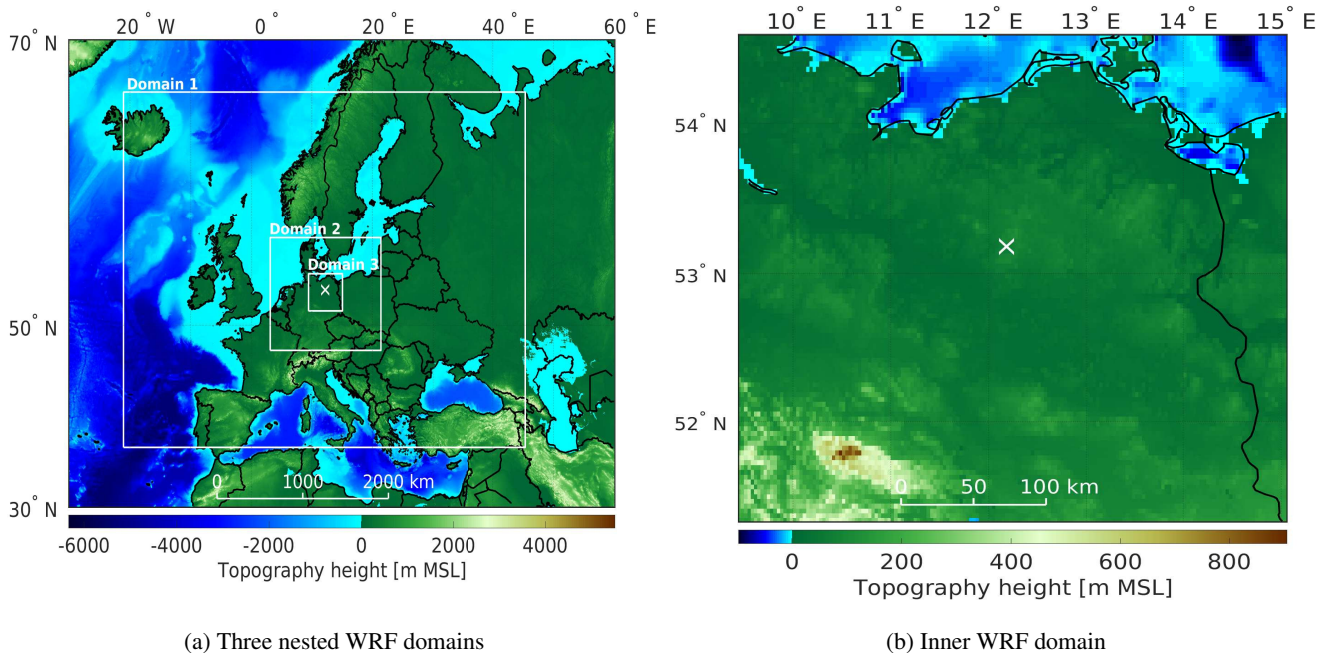 20° W 0° 20° E 40° E 60° E
70° N
Domain 1
Domain 2
Domain 3
50° N
0 1000 2000 km
30° N
-6000 -4000 -2000 0 2000 4000
Topography height [m MSL]
(a) Three nested WRF domains
10° E 11° E 12° E 13° E 14° E 15° E
54° N
53° N
52° N
0 50 100 km
0 200 400 600 800
Topography height [m MSL]
(b) Inner WRF domain